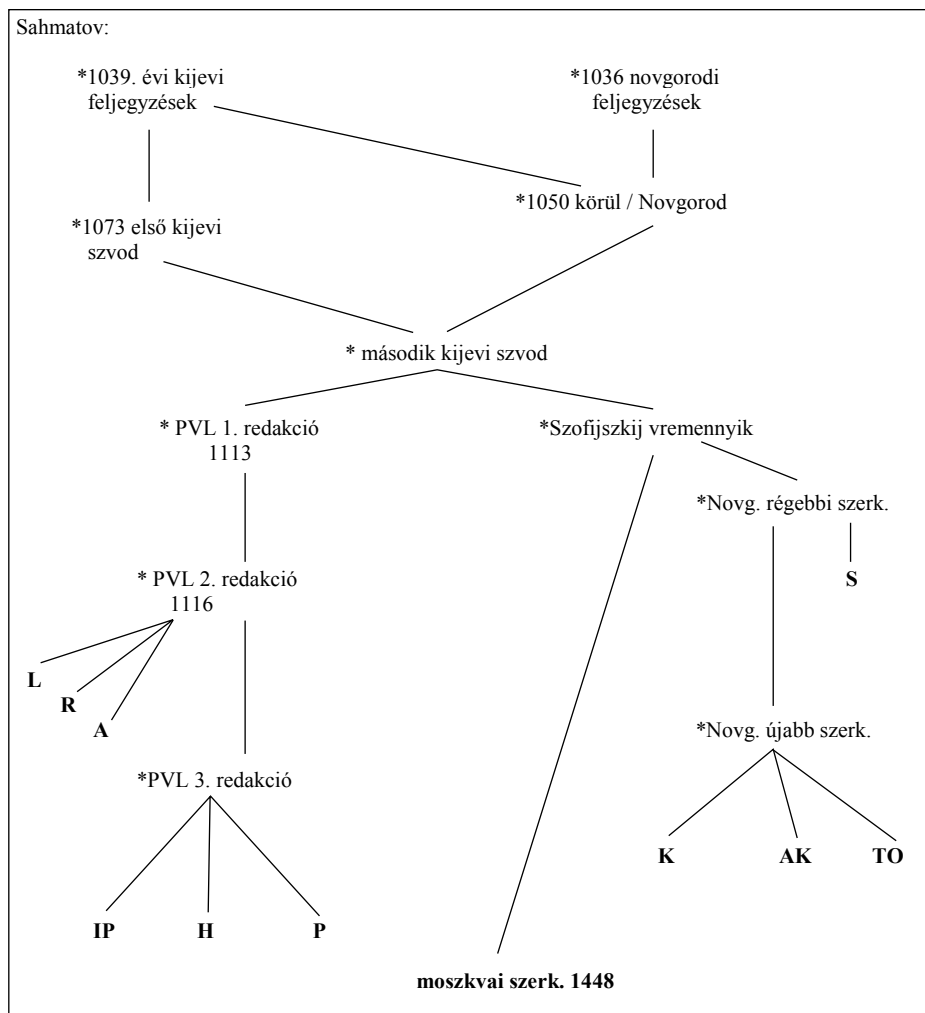 Sahmatov:
*1039. évi kijevi
feljegyzések
*1036 novgorodi
feljegyzések
*1050 körül / Novgorod
*1073 első kijevi
szvod
* második kijevi szvod
* PVL 1. redakció
1113
*Szofijszkij vremennyik
*Novg. régebbi szerk.
* PVL 2. redakció
1116
S
L
R
A
*Novg. újabb szerk.
*PVL 3. redakció
K AK TO
IP H P
moszkvai szerk. 1448